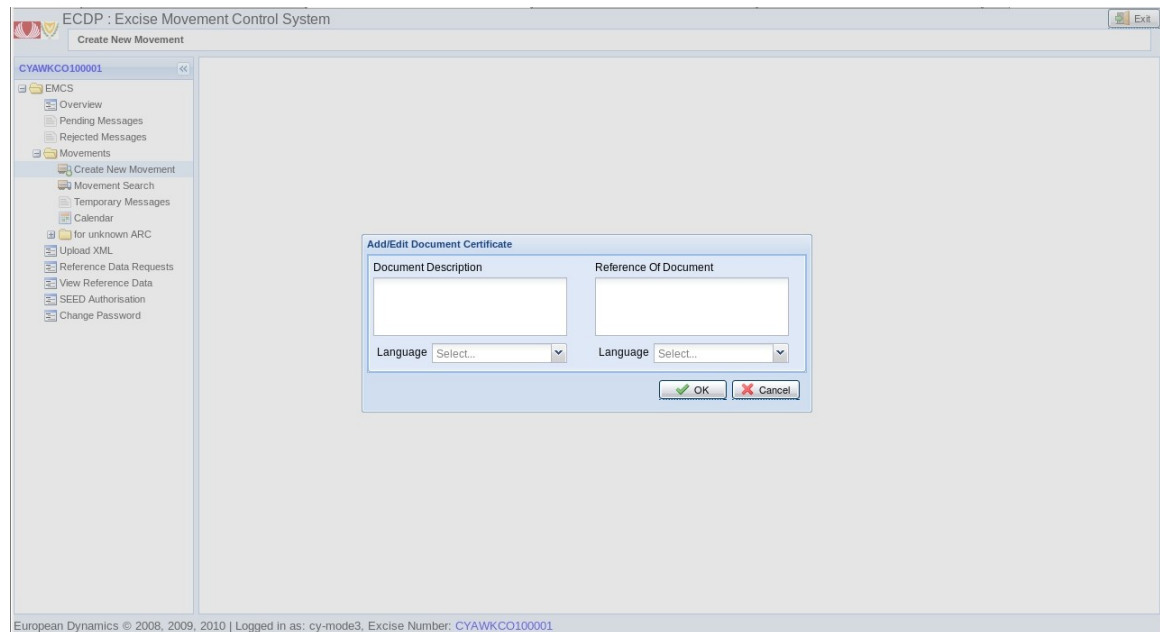 ECDP : Excise Movement Control System
Exit
Create New Movement
CYAWKCO100001
EMCS
Overview
Pending Messages
Rejected Messages
Movements
Create New Movement
Movement Search
Temporary Messages
Calendar
for unknown ARC
Upload XML
Reference Data Requests
View Reference Data
SEED Authorisation
Change Password
Add/Edit Document Certificate
Document Description Reference Of Document
Language Select... Language Select...
OK Cancel
European Dynamics © 2008, 2009, 2010 | Logged in as: cy-mode3, Excise Number: CYAWKCO100001